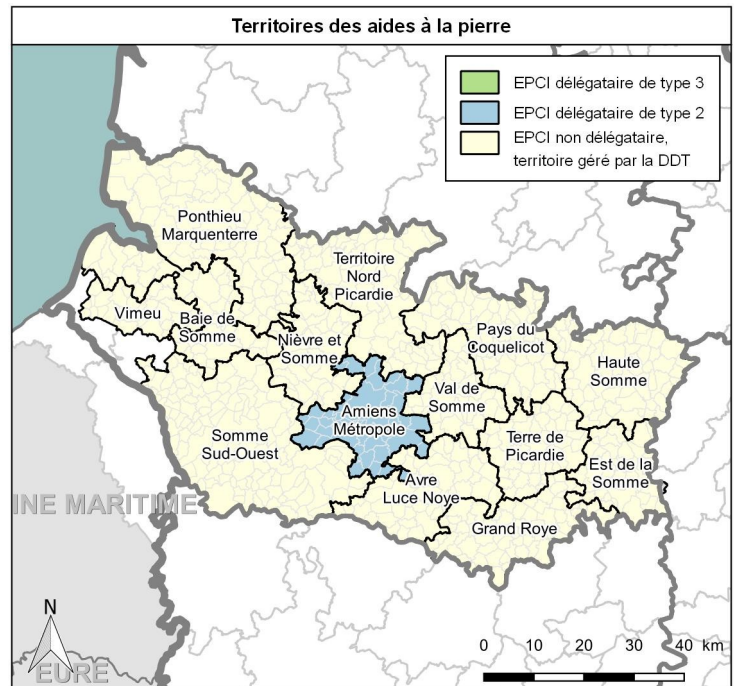 Territoires des aides à la pierre
EPCI délégataire de type 3
EPCI délégataire de type 2
EPCI non délégataire,
territoire géré par la DDT
Ponthieu
Marquenterre
Territoire
Nord
Picardie
Vimeu
Baie de
Somme
Nièvre et
Somme
Pays du
Coquelicot
Haute
Somme
Val de
Somme
Amiens
Métropole
Somme
Sud-Ouest
Terre de
Picardie
Est de la
Somme
Avre
Luce Noye
Grand Roye
INE MARITIME
N
EURE
0 10 20 30 40 km